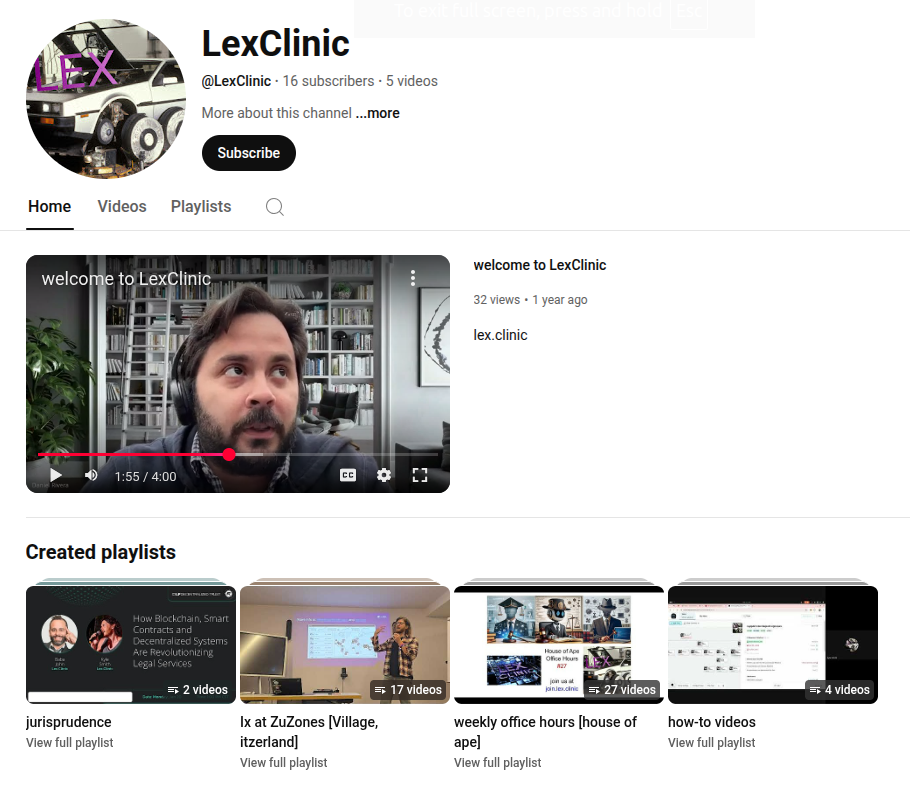 To exit full screen, press and hold Esc
LEX
LexClinic
@LexClinic • 16 subscribers • 5 videos
More about this channel ...more
Subscribe
Home Videos Playlists
welcome to LexClinic
1:55 / 4:00
CC
welcome to LexClinic
32 views • 1 year ago
lex.clinic
Created playlists
How Blockchain, Smart
Contracts and
Decentralized Systems
Are Revolutionizing
Legal Services
2 videos
jurisprudence
View full playlist
17 videos
lx at ZuZones [Village,
itzerland]
View full playlist
House of Ape
Office Hours
#27
join us at
join.lex.clinic
LEX
27 videos
weekly office hours [house of
ape]
View full playlist
4 videos
how-to videos
View full playlist